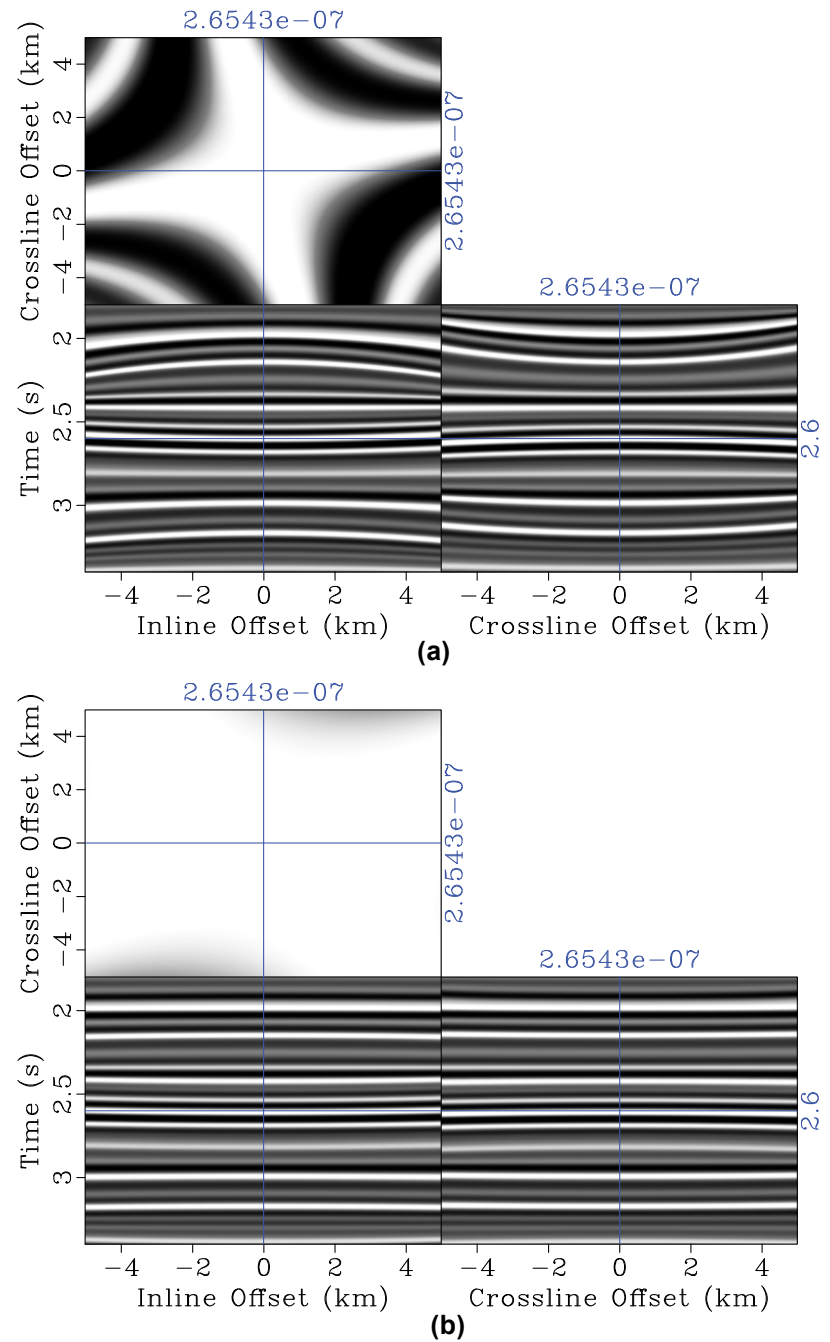 2.6543e−07
Crossline Offset (km)
4
2
0
−2
−4
2.6543e−07
2.6543e−07
Time (s)
2
2.5
3
2.6
−4 −2 0 2 4
−4 −2 0 2 4
Inline Offset (km)
Crossline Offset (km)
(a)
2.6543e−07
Crossline Offset (km)
4
2
0
−2
−4
2.6543e−07
2.6543e−07
Time (s)
2
2.5
3
2.6
−4 −2 0 2 4
−4 −2 0 2 4
Inline Offset (km)
Crossline Offset (km)
(b)